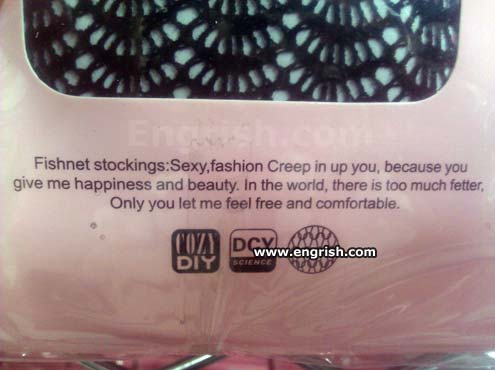 Engrish.com
Fishnet stockings:Sexy,fashion Creep in up you, because you
give me happiness and beauty. In the world, there is too much fetter,
Only you let me feel free and comfortable.
COZY
DIY
DCY
SCIENCE
www.engrish.com